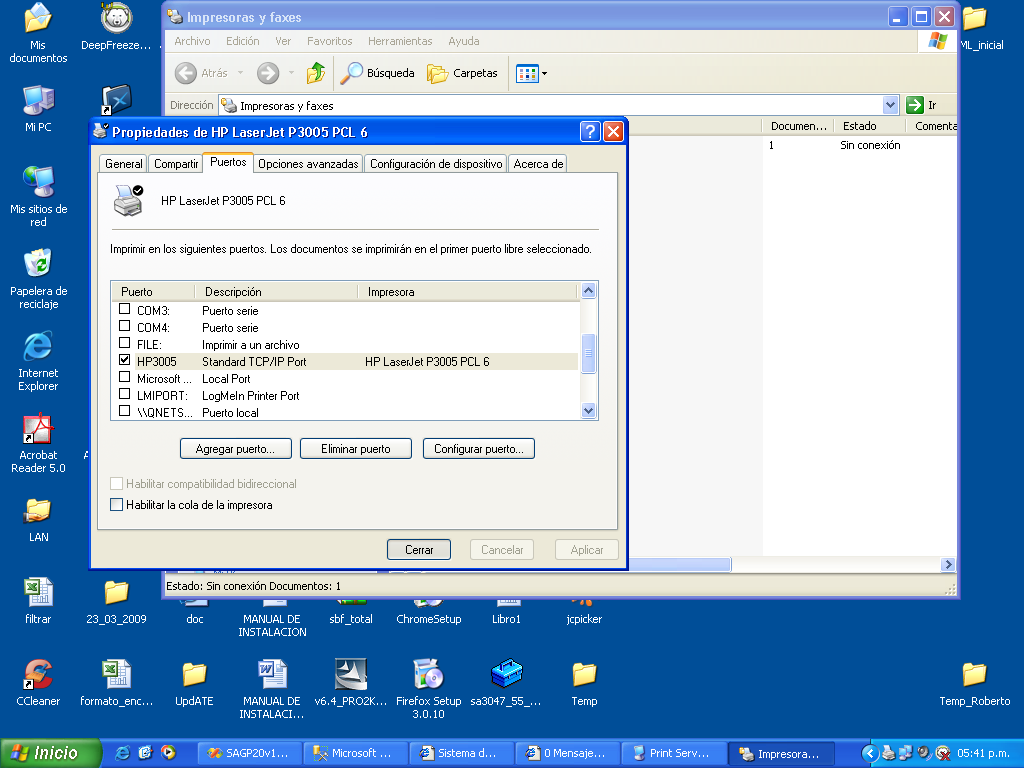 Mis documentos
DeepFreeze...
Mi PC
Mis sitios de red
Papelera de reciclaje
Internet Explorer
Acrobat Reader 5.0
LAN
ML_inicial
Impresoras y faxes
Archivo Edición Ver Favoritos Herramientas Ayuda
Atrás Búsqueda Carpetas
Dirección Impresoras y faxes Ir
Documen... Estado Comenta
1 Sin conexión
Propiedades de HP LaserJet P3005 PCL 6
General Compartir Puertos Opciones avanzadas Configuración de dispositivo Acerca de
HP LaserJet P3005 PCL 6
Imprimir en los siguientes puertos. Los documentos se imprimirán en el primer puerto libre seleccionado.
Puerto Descripción Impresora
COM3: Puerto serie
COM4: Puerto serie
FILE: Imprimir a un archivo
HP3005 Standard TCP/IP Port HP LaserJet P3005 PCL 6
Microsoft ... Local Port
LMIPORT: LogMeIn Printer Port
\\QNETS... Puerto local
Agregar puerto... Eliminar puerto Configurar puerto...
Habilitar compatibilidad bidireccional
Habilitar la cola de la impresora
Cerrar Cancelar Aplicar
Estado: Sin conexión Documentos: 1
filtrar
23_03_2009
doc
MANUAL DE INSTALACION
sbf_total
ChromeSetup
Libro1
jcpicker
CCleaner
formato_enc...
UpdATE
MANUAL DE INSTALACI...
v6.4_PRO2K...
Firefox Setup 3.0.10
sa3047_55_...
Temp
Temp_Roberto
Inicio SAGP20v1... Microsoft ... Sistema d... 0 Mensaje... Print Serv... Impresora... 05:41 p.m.